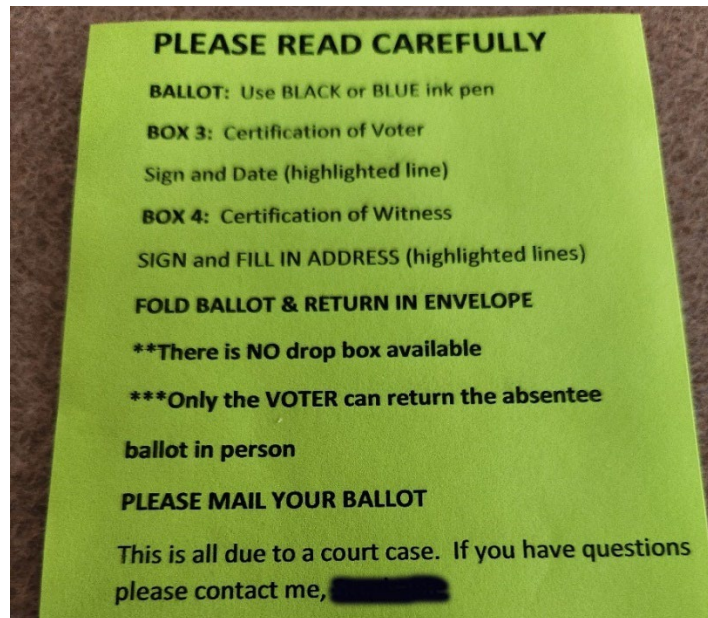 PLEASE READ CAREFULLY
BALLOT: Use BLACK or BLUE ink pen
BOX 3: Certification of Voter
Sign and Date (highlighted line)
BOX 4: Certification of Witness
SIGN and FILL IN ADDRESS (highlighted lines)
FOLD BALLOT & RETURN IN ENVELOPE
**There is NO drop box available
***Only the VOTER can return the absentee
ballot in person
PLEASE MAIL YOUR BALLOT
This is all due to a court case. If you have questions
please contact me,